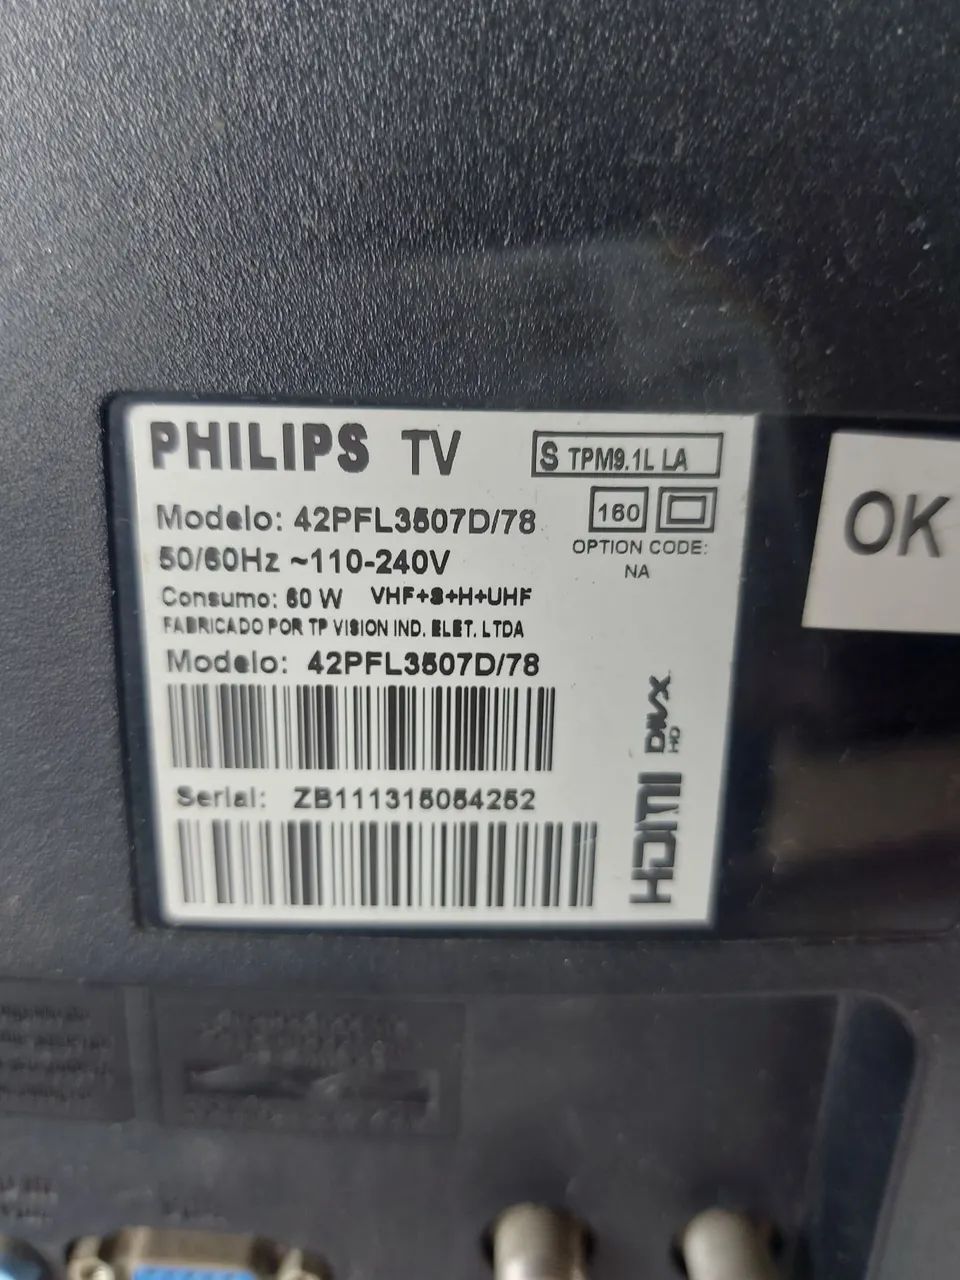 PHILIPS TV
S TPM9.1L LA
Modelo: 42PFL3507D/78
160
50/60Hz ~110-240V
OPTION CODE:
NA
Consumo: 60 W VHF+S+H+UHF
FABRICADO POR TP VISION IND. ELET. LTDA
Modelo: 42PFL3507D/78
Serial: ZB111315054252
DIVX
HD
HDMI
OK